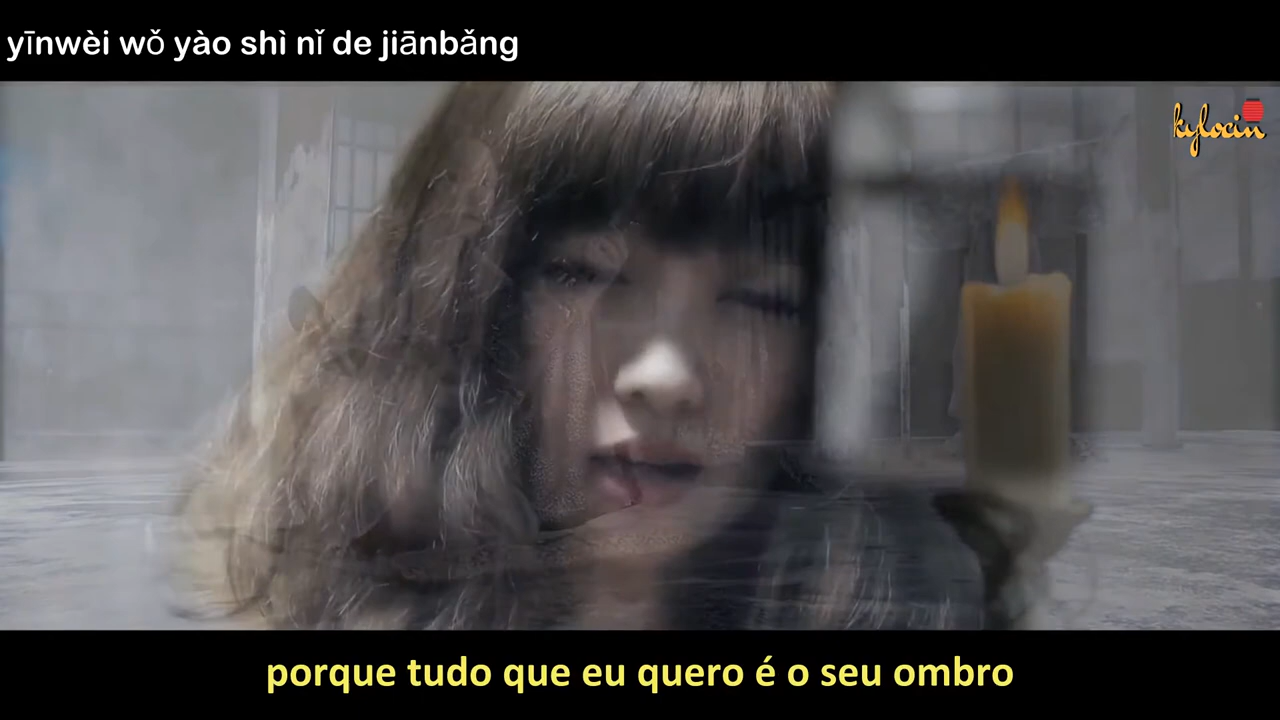 yīnwèi wǒ yào shì nǐ de jiānbǎng
kylocin
porque tudo que eu quero é o seu ombro